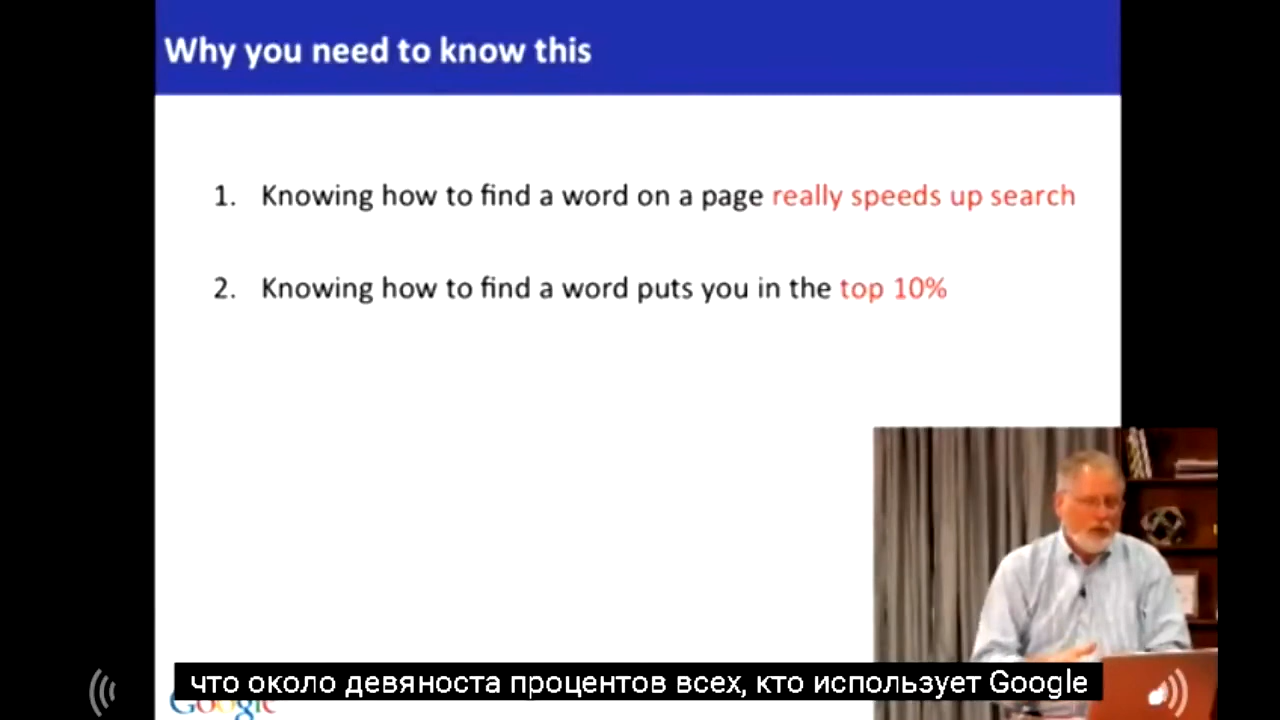 Why you need to know this
1. Knowing how to find a word on a page really speeds up search
2. Knowing how to find a word puts you in the top 10%
что около девяноста процентов всех, кто использует Google
Google